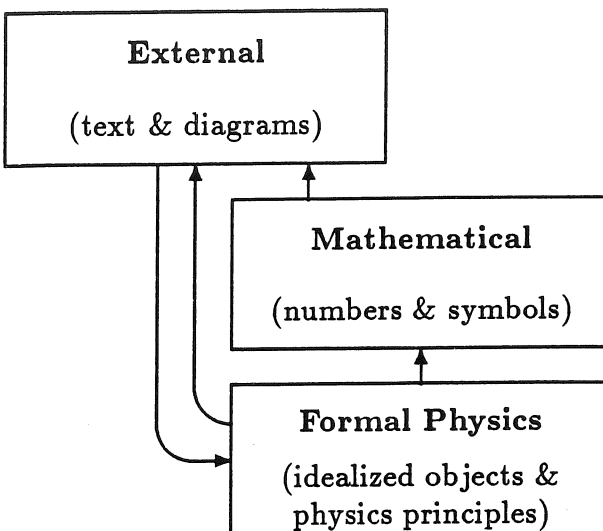 External
(text & diagrams)
Mathematical
(numbers & symbols)
Formal Physics
(idealized objects &
physics principles)